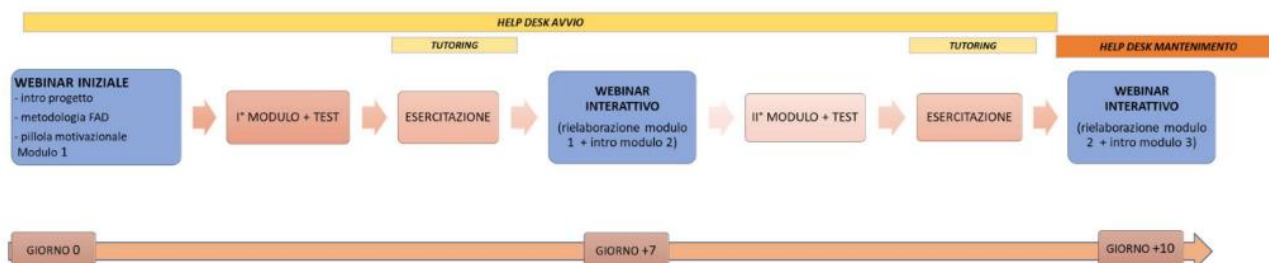 HELP DESK AVVIO
TUTORING
TUTORING
HELP DESK MANTENIMENTO
WEBINAR INIZIALE
- intro progetto
- metodologia FAD
- pillola motivazionale
Modulo 1
I° MODULO + TEST
ESERCITAZIONE
WEBINAR
INTERATTIVO
(rielaborazione modulo
1 + intro modulo 2)
II° MODULO + TEST
ESERCITAZIONE
WEBINAR
INTERATTIVO
(rielaborazione modulo
2 + intro modulo 3)
GIORNO 0
GIORNO +7
GIORNO +10